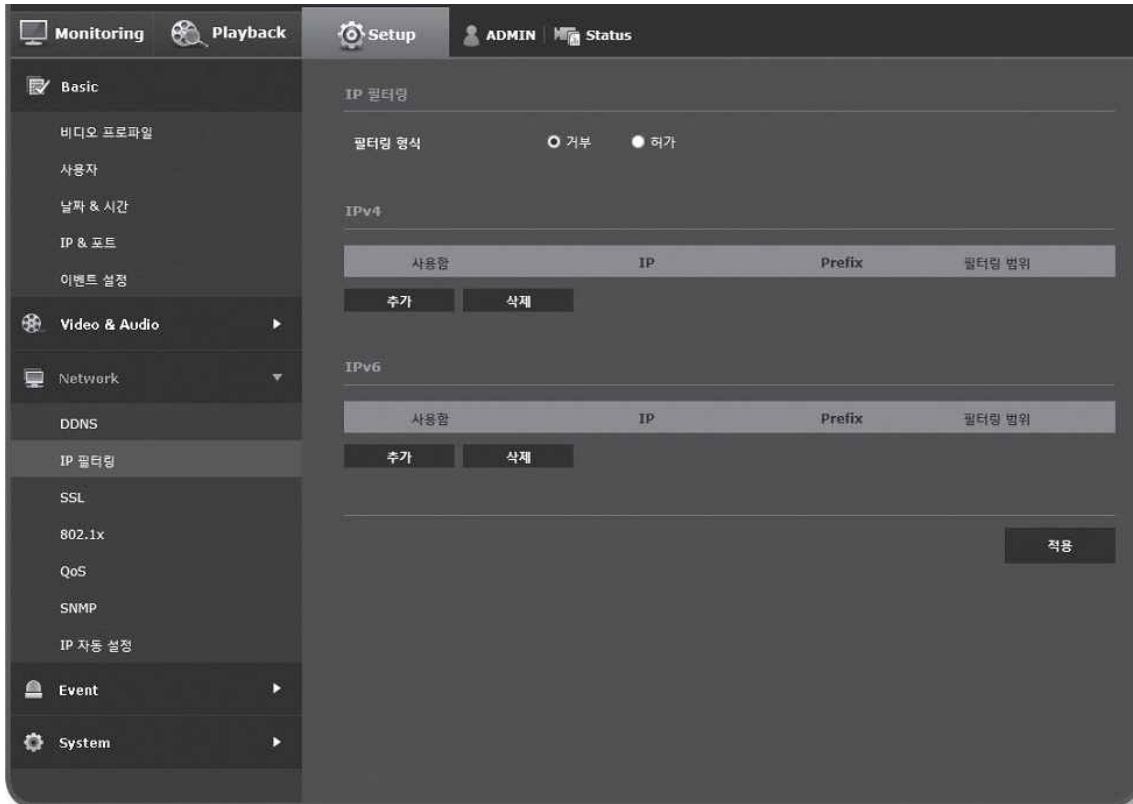 Monitoring Playback Setup ADMIN Status
Basic
비디오 프로파일
사용자
날짜 & 시간
IP & 포트
이벤트 설정
Video & Audio
Network
DDNS
IP 필터링
SSL
802.1x
QoS
SNMP
IP 자동 설정
Event
System
IP 필터링
필터링 형식 거부 허가
IPv4
사용함 IP Prefix 필터링 범위
추가 삭제
IPv6
사용함 IP Prefix 필터링 범위
추가 삭제
적용